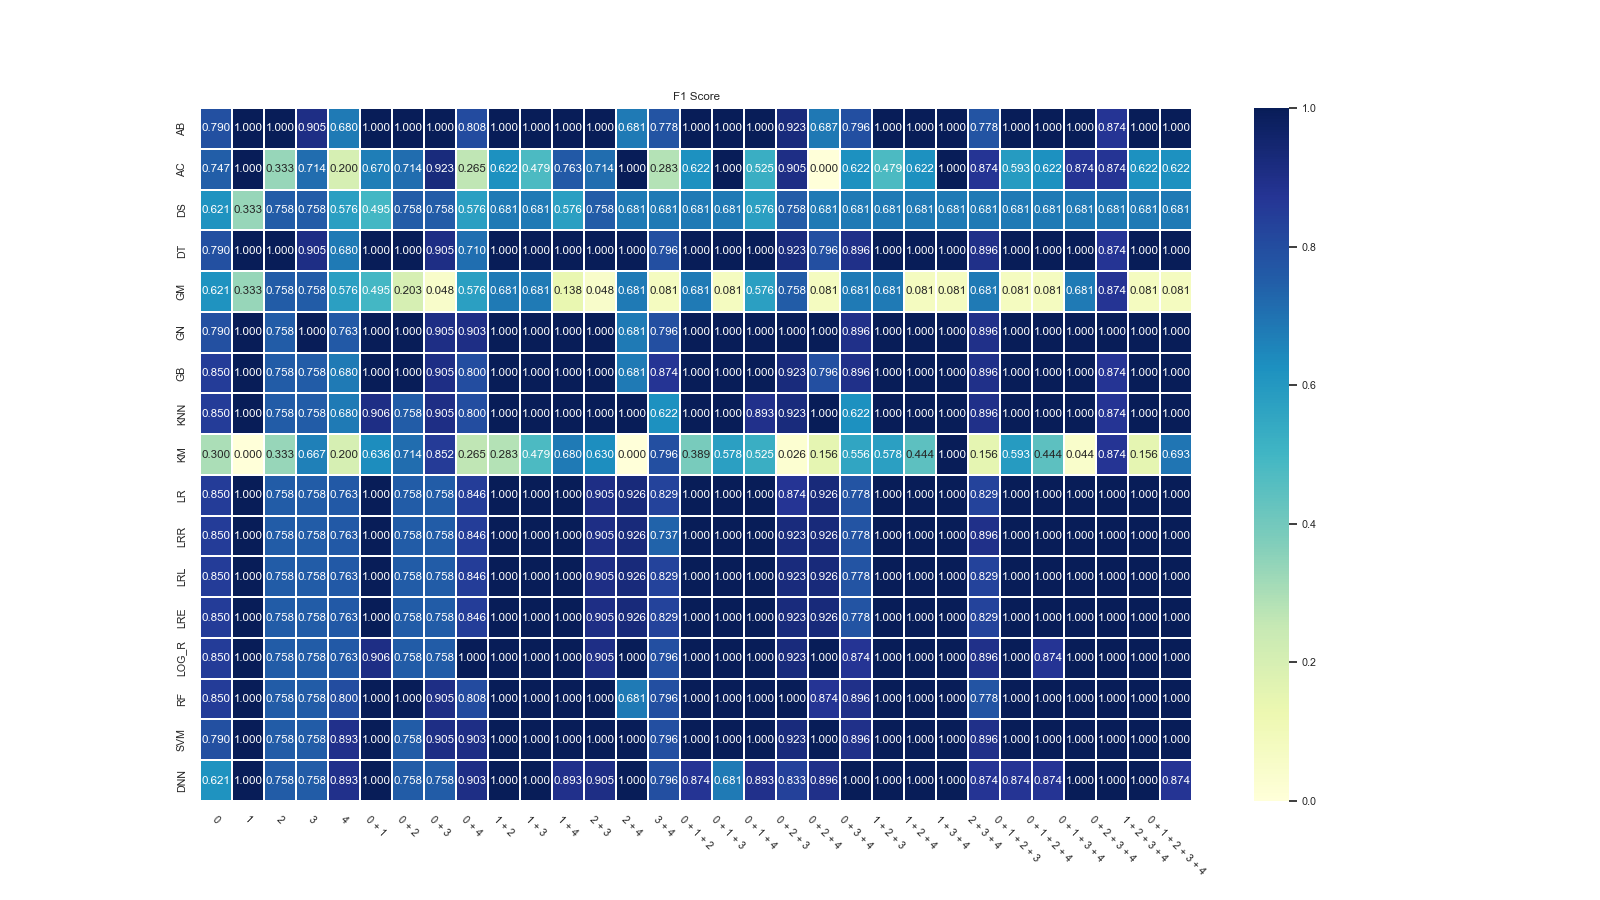 F1 Score
AB 0.790 1.000 1.000 0.905 0.680 1.000 1.000 1.000 0.808 1.000 1.000 1.000 1.000 0.681 0.778 1.000 1.000 1.000 0.923 0.687 0.796 1.000 1.000 1.000 0.778 1.000 1.000 1.000 0.874 1.000 1.000
AC 0.747 1.000 0.333 0.714 0.200 0.670 0.714 0.923 0.265 0.622 0.479 0.763 0.714 1.000 0.283 0.622 1.000 0.525 0.905 0.000 0.622 0.479 0.622 1.000 0.874 0.593 0.622 0.874 0.874 0.622 0.622
DS 0.621 0.333 0.758 0.758 0.576 0.495 0.758 0.758 0.576 0.681 0.681 0.576 0.758 0.681 0.681 0.681 0.681 0.576 0.758 0.681 0.681 0.681 0.681 0.681 0.681 0.681 0.681 0.681 0.681 0.681 0.681
DT 0.790 1.000 1.000 0.905 0.680 1.000 1.000 0.905 0.710 1.000 1.000 1.000 1.000 1.000 0.796 1.000 1.000 1.000 0.923 0.796 0.896 1.000 1.000 1.000 0.896 1.000 1.000 1.000 0.874 1.000 1.000
GM 0.621 0.333 0.758 0.758 0.576 0.495 0.203 0.048 0.576 0.681 0.681 0.138 0.048 0.681 0.081 0.681 0.081 0.576 0.758 0.081 0.681 0.681 0.081 0.081 0.681 0.081 0.081 0.681 0.874 0.081 0.081
GN 0.790 1.000 0.758 1.000 0.763 1.000 1.000 0.905 0.903 1.000 1.000 1.000 1.000 0.681 0.796 1.000 1.000 1.000 1.000 1.000 0.896 1.000 1.000 1.000 0.896 1.000 1.000 1.000 1.000 1.000 1.000
GB 0.850 1.000 0.758 0.758 0.680 1.000 1.000 0.905 0.800 1.000 1.000 1.000 1.000 0.681 0.874 1.000 1.000 1.000 0.923 0.796 0.896 1.000 1.000 1.000 0.896 1.000 1.000 1.000 0.874 1.000 1.000
KNN 0.850 1.000 0.758 0.758 0.680 0.906 0.758 0.905 0.800 1.000 1.000 1.000 1.000 1.000 0.622 1.000 1.000 0.893 0.923 1.000 0.622 1.000 1.000 1.000 0.896 1.000 1.000 1.000 0.874 1.000 1.000
KM 0.300 0.000 0.333 0.667 0.200 0.636 0.714 0.852 0.265 0.283 0.479 0.680 0.630 0.000 0.796 0.389 0.578 0.525 0.026 0.156 0.556 0.578 0.444 1.000 0.156 0.593 0.444 0.044 0.874 0.156 0.693
LR 0.850 1.000 0.758 0.758 0.763 1.000 0.758 0.758 0.846 1.000 1.000 1.000 0.905 0.926 0.829 1.000 1.000 1.000 0.874 0.926 0.778 1.000 1.000 1.000 0.829 1.000 1.000 1.000 1.000 1.000 1.000
LRR 0.850 1.000 0.758 0.758 0.763 1.000 0.758 0.758 0.846 1.000 1.000 1.000 0.905 0.926 0.737 1.000 1.000 1.000 0.923 0.926 0.778 1.000 1.000 1.000 0.896 1.000 1.000 1.000 1.000 1.000 1.000
LRL 0.850 1.000 0.758 0.758 0.763 1.000 0.758 0.758 0.846 1.000 1.000 1.000 0.905 0.926 0.829 1.000 1.000 1.000 0.923 0.926 0.778 1.000 1.000 1.000 0.829 1.000 1.000 1.000 1.000 1.000 1.000
LRE 0.850 1.000 0.758 0.758 0.763 1.000 0.758 0.758 0.846 1.000 1.000 1.000 0.905 0.926 0.829 1.000 1.000 1.000 0.923 0.926 0.778 1.000 1.000 1.000 0.829 1.000 1.000 1.000 1.000 1.000 1.000
LOG_R 0.850 1.000 0.758 0.758 0.763 0.906 0.758 0.758 1.000 1.000 1.000 1.000 0.905 1.000 0.796 1.000 1.000 1.000 0.923 1.000 0.874 1.000 1.000 1.000 0.896 1.000 0.874 1.000 1.000 1.000 1.000
RF 0.850 1.000 0.758 0.758 0.800 1.000 1.000 0.905 0.808 1.000 1.000 1.000 1.000 0.681 0.796 1.000 1.000 1.000 1.000 0.874 0.896 1.000 1.000 1.000 0.778 1.000 1.000 1.000 1.000 1.000 1.000
SVM 0.790 1.000 0.758 0.758 0.893 1.000 0.758 0.905 0.903 1.000 1.000 1.000 1.000 1.000 0.796 1.000 1.000 1.000 0.923 1.000 0.896 1.000 1.000 1.000 0.896 1.000 1.000 1.000 1.000 1.000 1.000
DNN 0.621 1.000 0.758 0.758 0.893 1.000 0.758 0.758 0.903 1.000 1.000 0.893 0.905 1.000 0.796 0.874 0.681 0.893 0.833 0.896 1.000 1.000 1.000 1.000 0.874 0.874 0.874 1.000 1.000 1.000 0.874
0
1
2
3
4
0 + 1
0 + 2
0 + 3
0 + 4
1 + 2
1 + 3
1 + 4
2 + 3
2 + 4
3 + 4
0 + 1 + 2
0 + 1 + 3
0 + 1 + 4
0 + 2 + 3
0 + 2 + 4
0 + 3 + 4
1 + 2 + 3
1 + 2 + 4
1 + 3 + 4
2 + 3 + 4
0 + 1 + 2 + 3
0 + 1 + 2 + 4
0 + 1 + 3 + 4
0 + 2 + 3 + 4
1 + 2 + 3 + 4
0 + 1 + 2 + 3 + 4
1.0
0.8
0.6
0.4
0.2
0.0